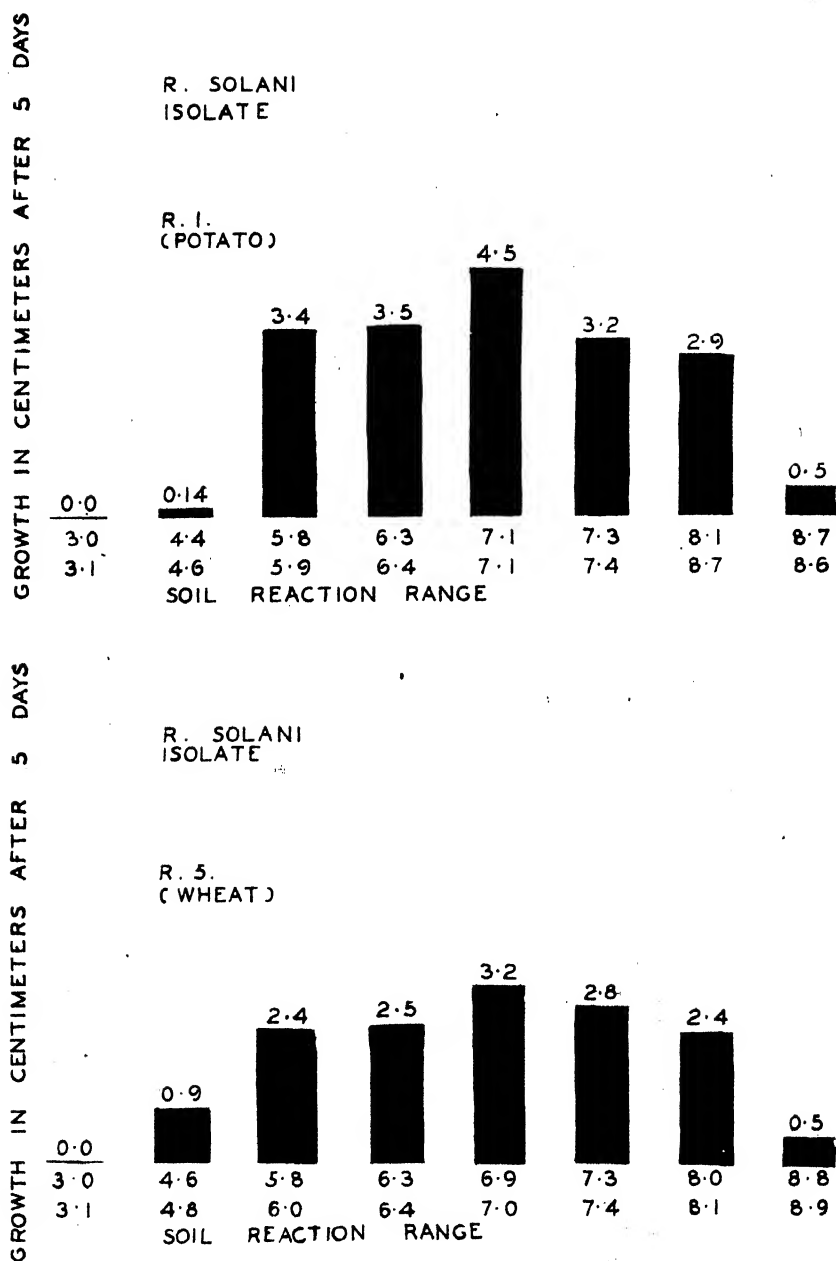 GROWTH IN CENTIMETERS AFTER 5 DAYS
R. SOLANI
ISOLATE
R. 1.
(POTATO)
0.0 0.14 3.4 3.5 4.5 3.2 2.9 0.5
3.0 4.4 5.8 6.3 7.1 7.3 8.1 8.7
3.1 4.6 5.9 6.4 7.1 7.4 8.7 8.6
SOIL REACTION RANGE
GROWTH IN CENTIMETERS AFTER 5 DAYS
R. SOLANI
ISOLATE
R. 5.
(WHEAT)
0.0 0.9 2.4 2.5 3.2 2.8 2.4 0.5
3.0 4.6 5.8 6.3 6.9 7.3 8.0 8.8
3.1 4.8 6.0 6.4 7.0 7.4 8.1 8.9
SOIL REACTION RANGE